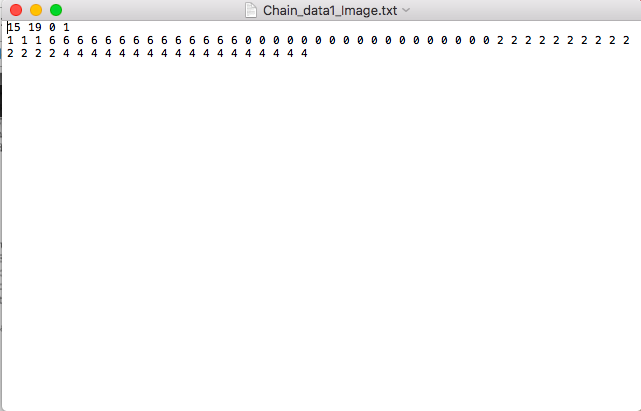 Chain_data1_Image.txt
15 19 0 1
1 1 1 6 6 6 6 6 6 6 6 6 6 6 6 6 6 0 0 0 0 0 0 0 0 0 0 0 0 0 0 0 0 0 0 2 2 2 2 2 2 2 2 2 2
2 2 2 2 4 4 4 4 4 4 4 4 4 4 4 4 4 4 4 4 4 4